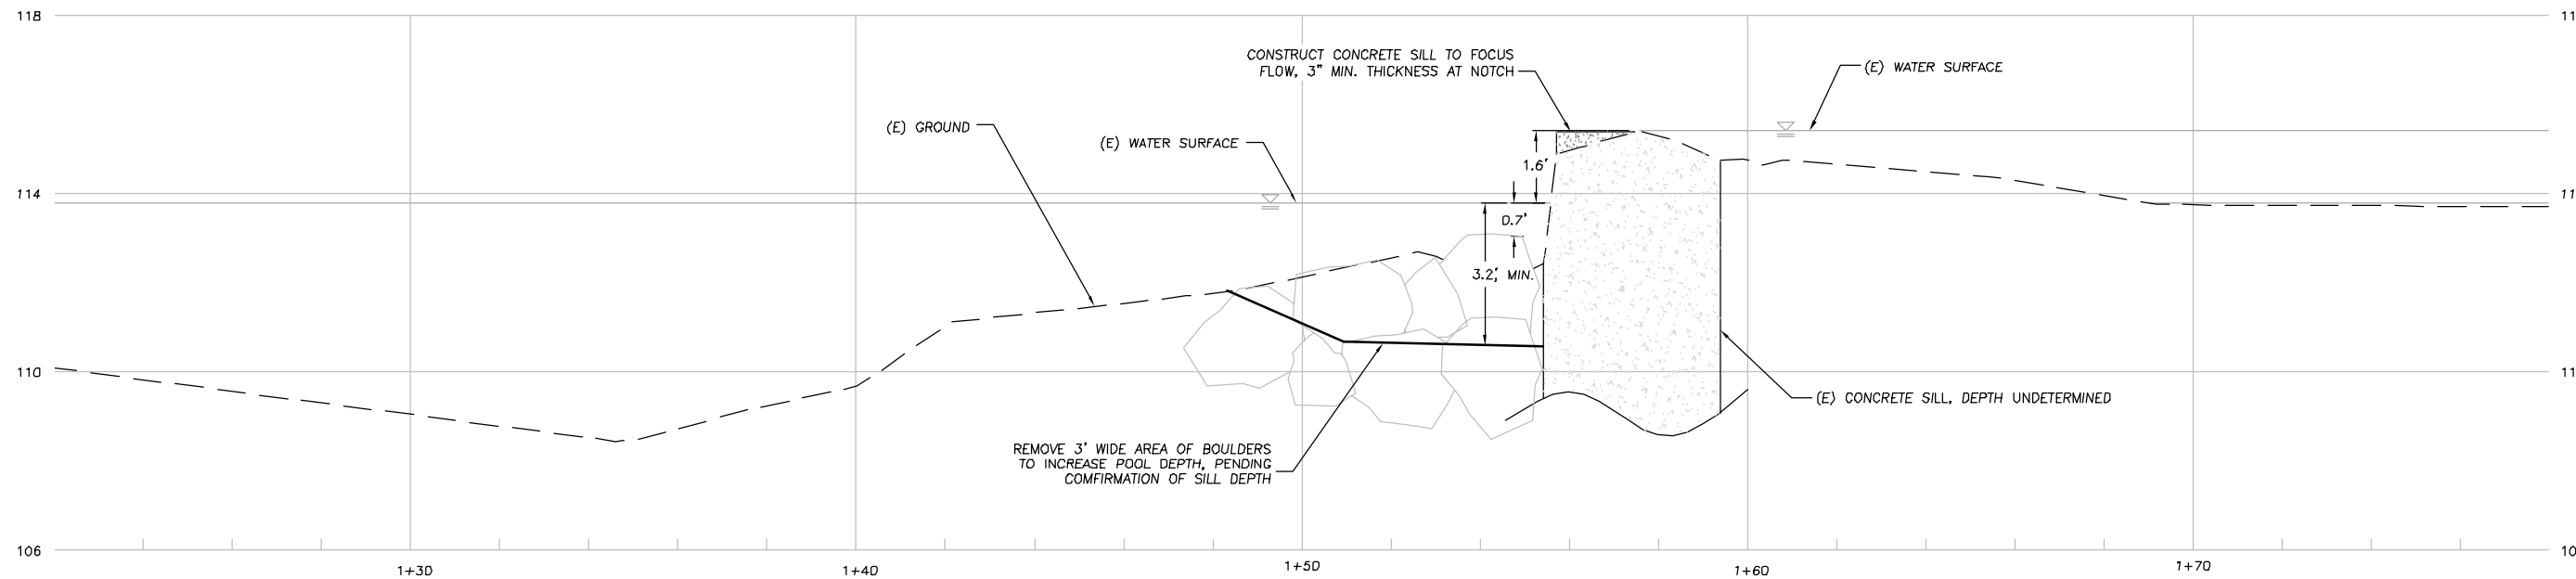 118
11
CONSTRUCT CONCRETE SILL TO FOCUS
FLOW, 3" MIN. THICKNESS AT NOTCH
(E) WATER SURFACE
(E) GROUND
(E) WATER SURFACE
1.6'
114
11
0.7'
3.2', MIN.
110
11
(E) CONCRETE SILL, DEPTH UNDETERMINED
REMOVE 3' WIDE AREA OF BOULDERS
TO INCREASE POOL DEPTH, PENDING
COMFIRMATION OF SILL DEPTH
106
10
1+30
1+40
1+50
1+60
1+70